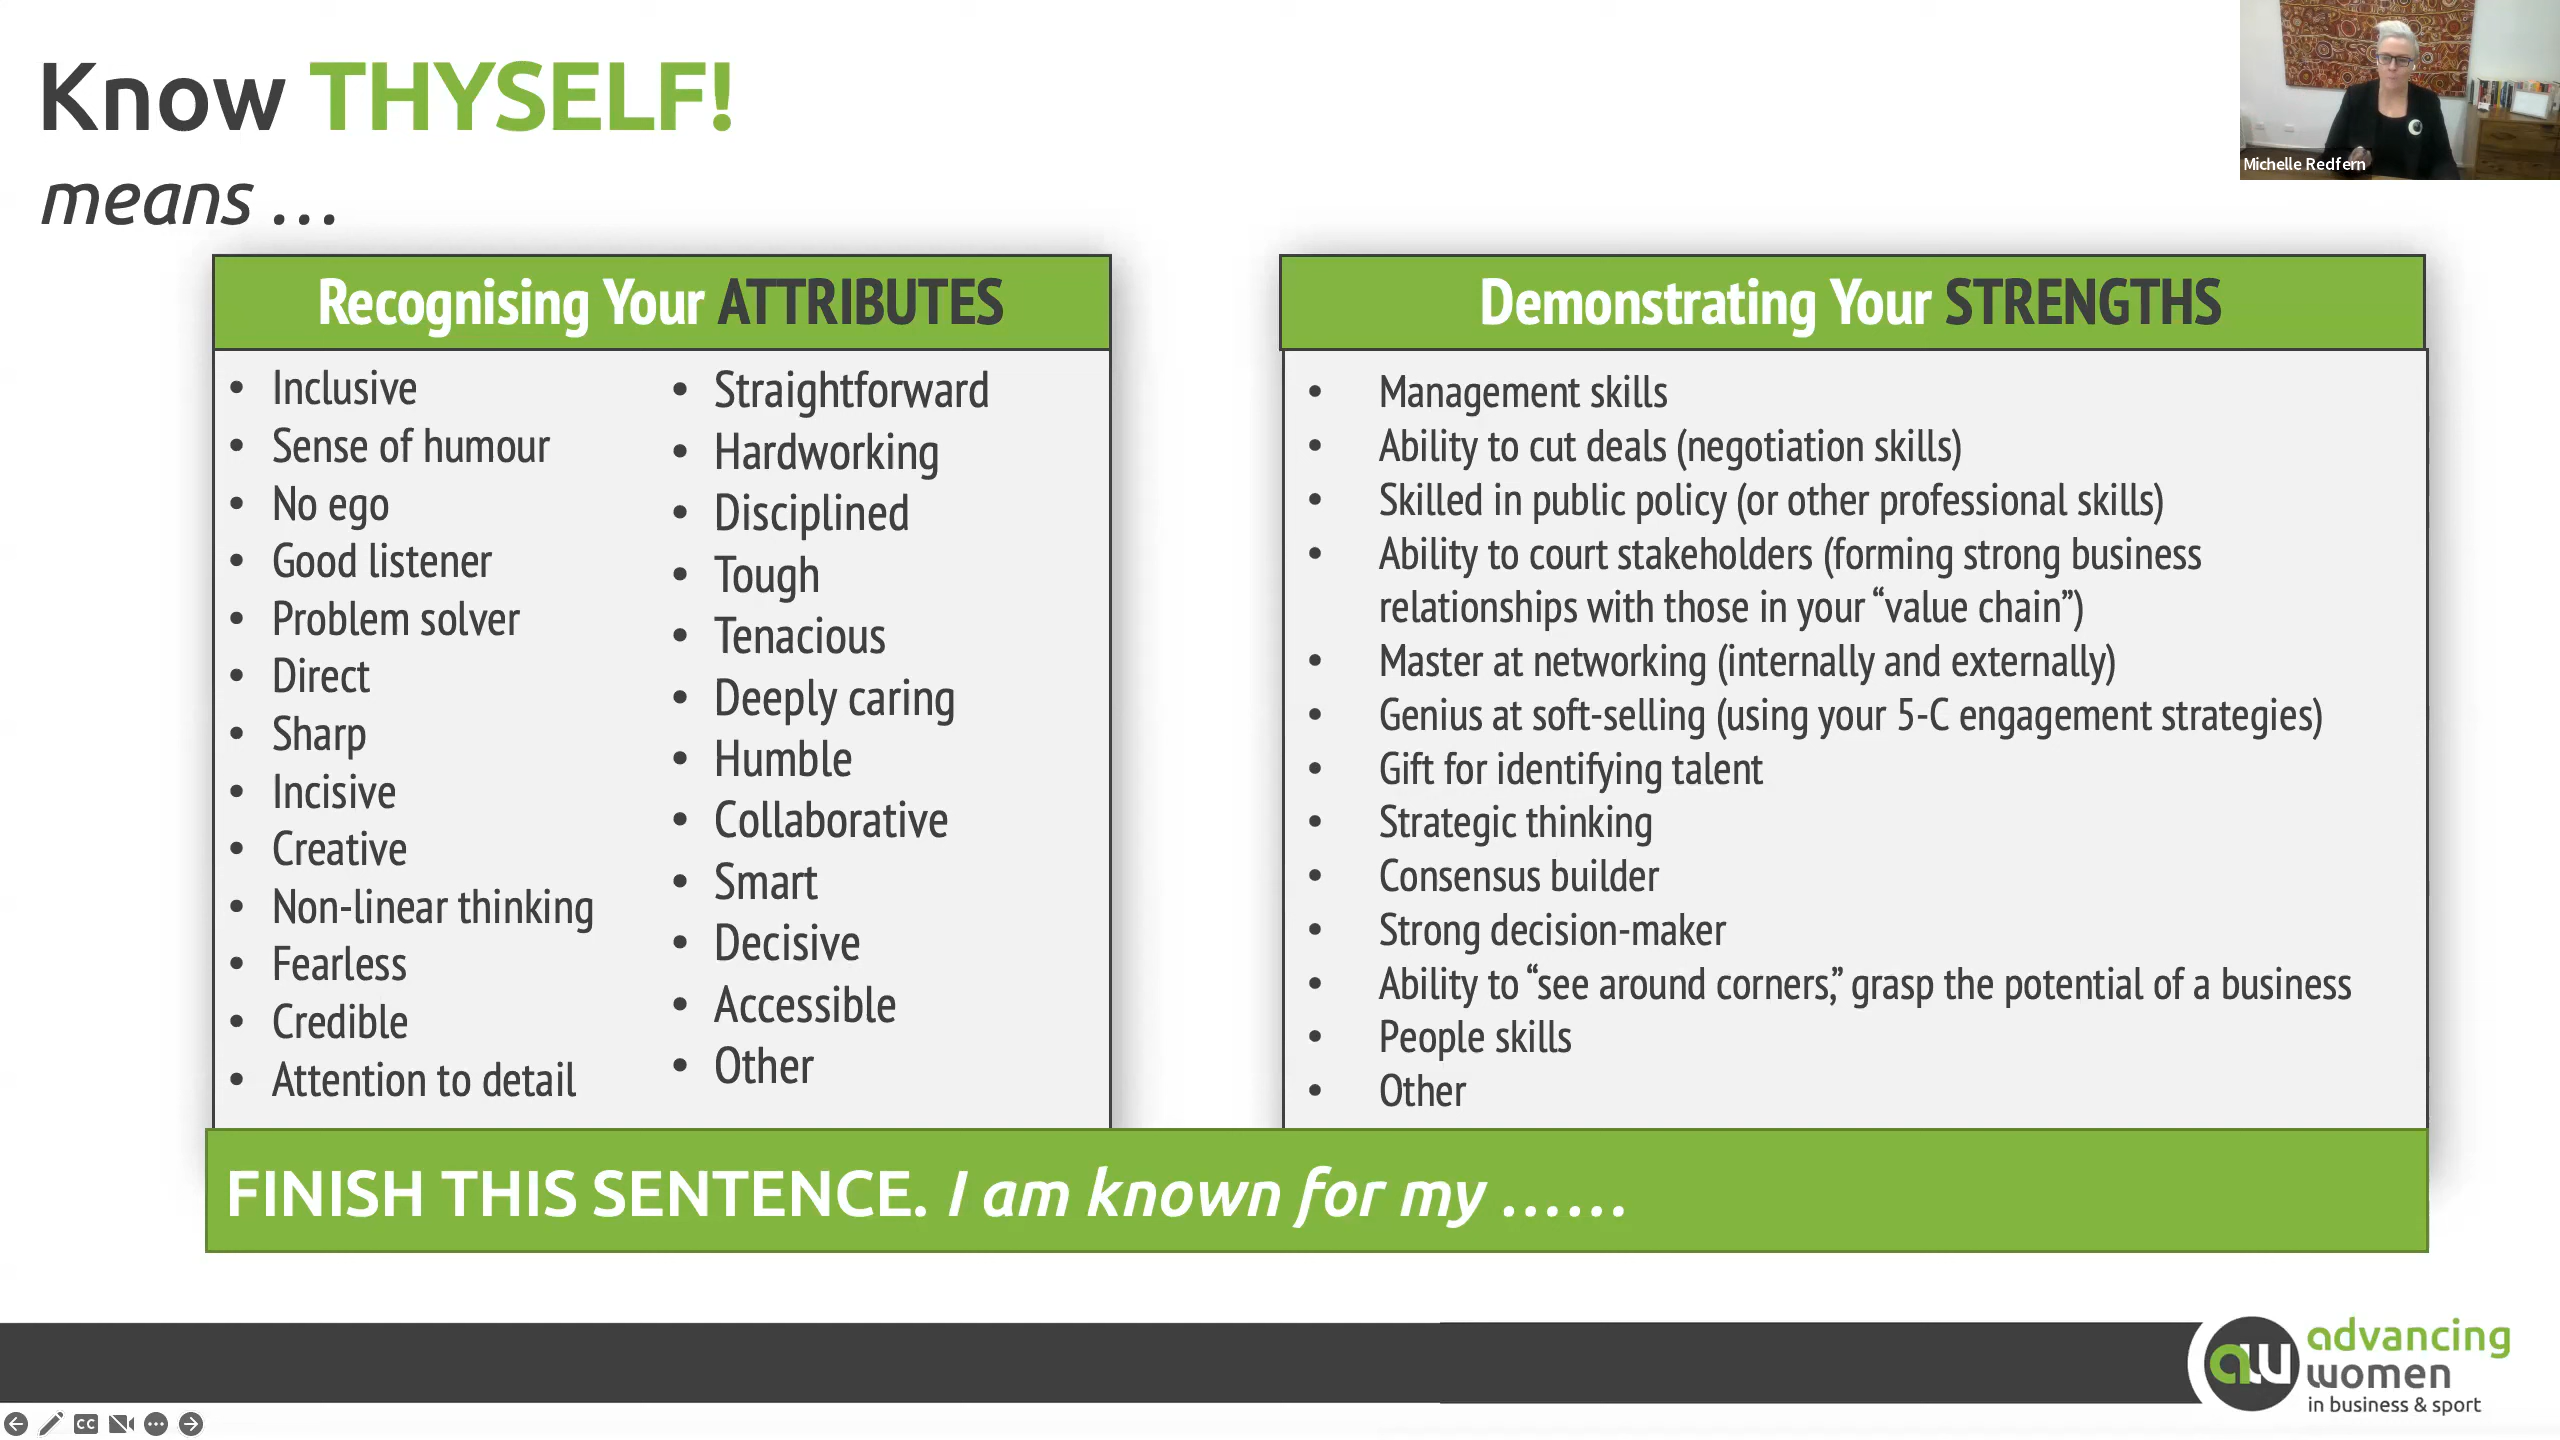 Know THYSELF!
means ...
Michelle Redfern
Recognising Your ATTRIBUTES
• Inclusive
• Sense of humour
• No ego
• Good listener
• Problem solver
• Direct
• Sharp
• Incisive
• Creative
• Non-linear thinking
• Fearless
• Credible
• Attention to detail
• Straightforward
• Hardworking
• Disciplined
• Tough
• Tenacious
• Deeply caring
• Humble
• Collaborative
• Smart
• Decisive
• Accessible
• Other
Demonstrating Your STRENGTHS
• Management skills
• Ability to cut deals (negotiation skills)
• Skilled in public policy (or other professional skills)
• Ability to court stakeholders (forming strong business
relationships with those in your “value chain”)
• Master at networking (internally and externally)
• Genius at soft-selling (using your 5-C engagement strategies)
• Gift for identifying talent
• Strategic thinking
• Consensus builder
• Strong decision-maker
• Ability to “see around corners,” grasp the potential of a business
• People skills
• Other
FINISH THIS SENTENCE. I am known for my ......
aw
advancing
women
in business & sport
CC